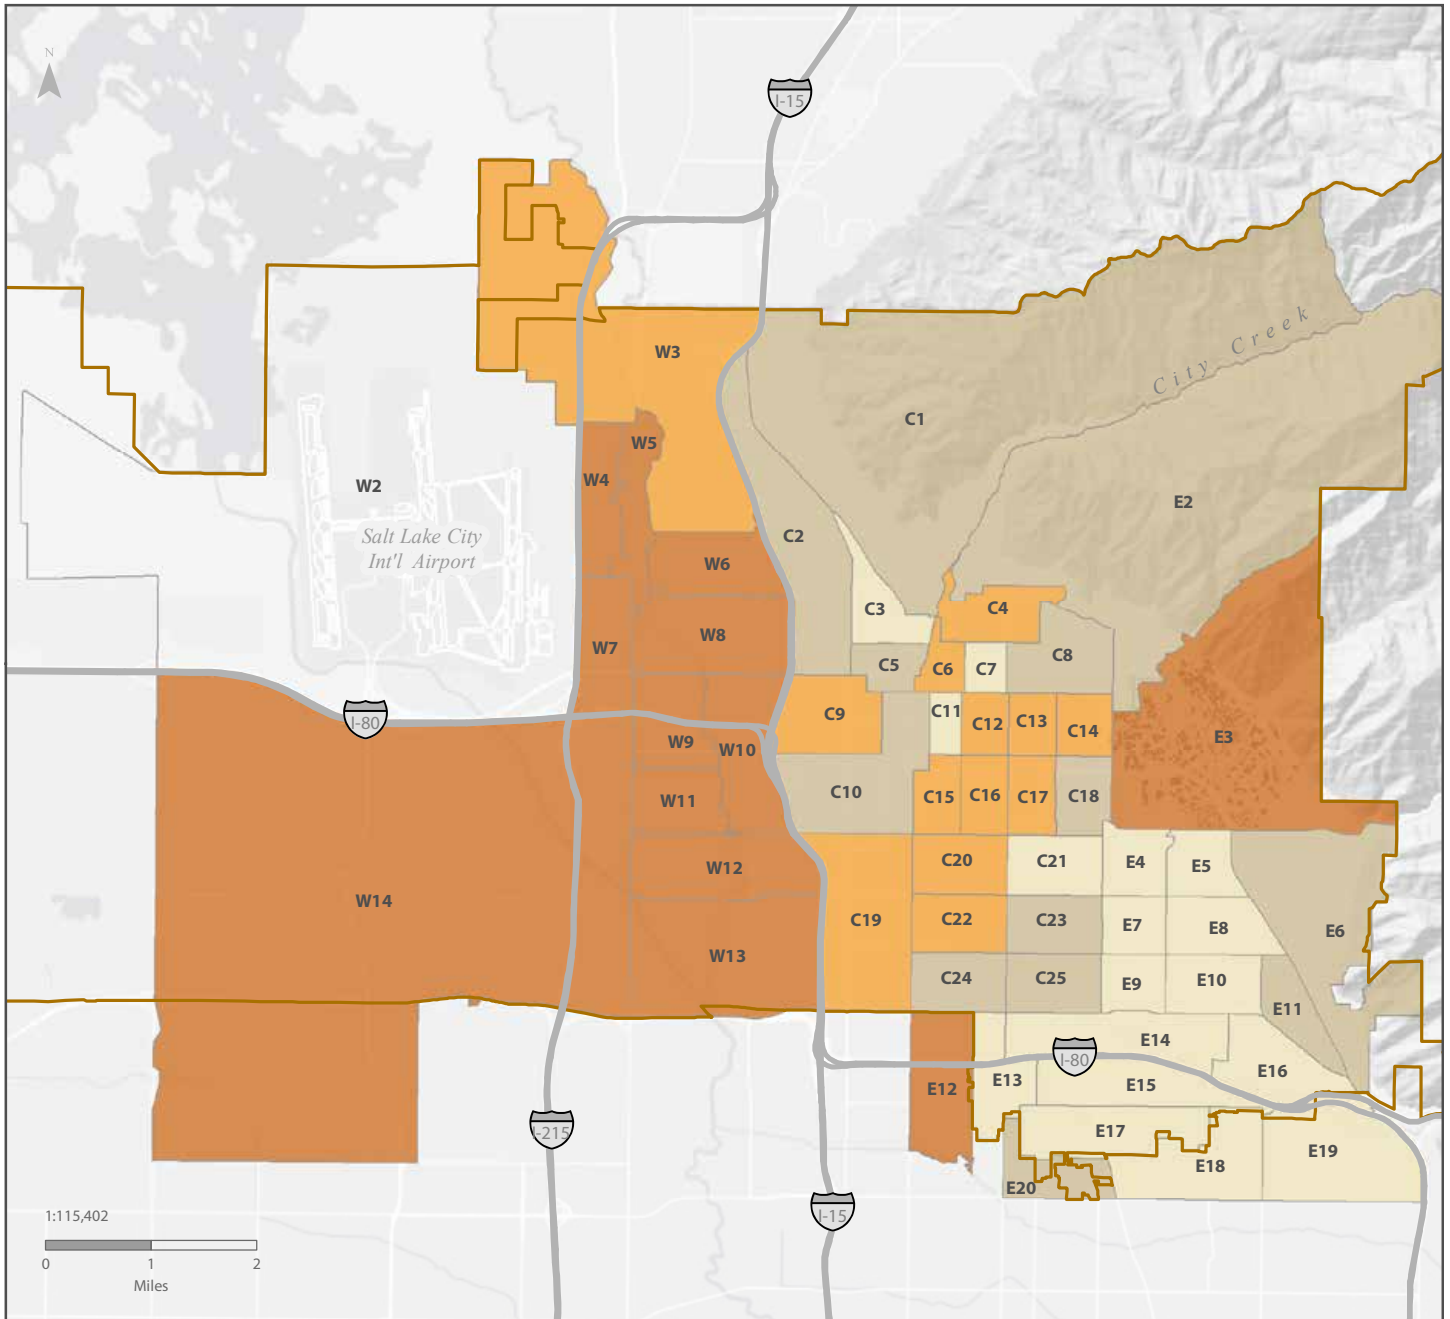 N
I-15
W3
City Creek
C1
W5
W4
W2
E2
Salt Lake City
Int'l Airport
C2
W6
C3
C4
W8
W7
C5
C6
C7
C8
I-80
C9
C11
C12
C13
C14
E3
W9
W10
W11
C10
C15
C16
C17
C18
W12
C20
C21
E4
E5
W14
C19
C22
C23
E7
E8
E6
W13
C24
C25
E9
E10
E11
E14
I-80
E12
E13
E15
E16
I-215
E17
E18
E19
E20
I-15
1:115,402
0 1 2
Miles